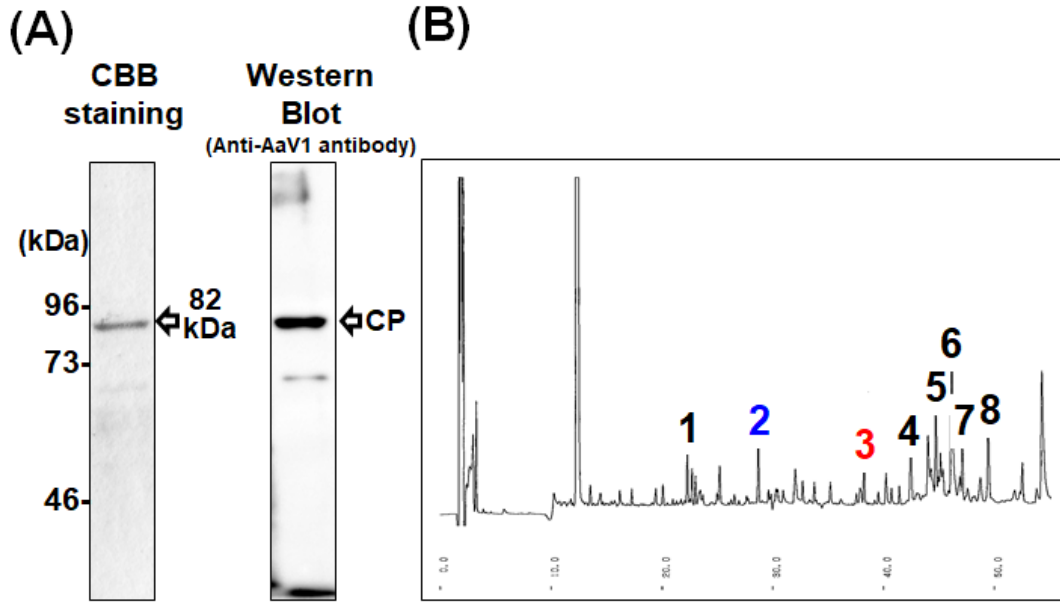 (A)
CBB
staining
Western
Blot
(Anti-AaV1 antibody)
(kDa)
96-
82
kDa
CP
73-
46-
(B)
1
2
3
4
5
6
7
8
0.0
10.0
20.0
30.0
40.0
50.0